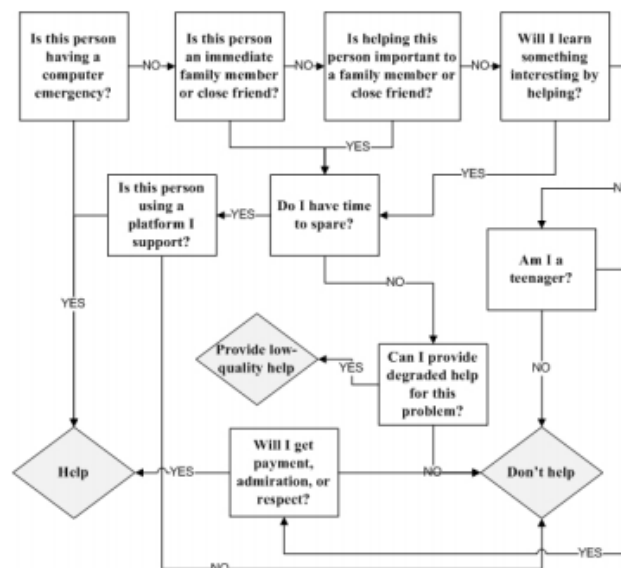 Is this person
having a
computer
emergency?
NO
Is this person
an immediate
family member
or close friend?
NO
Is helping this
person important to
a family member or
close friend?
NO
Will I learn
something
interesting by
helping?
YES
YES
Is this person
using a
platform I
support?
YES
Do I have time
to spare?
Am I a
teenager?
YES
NO
Provide low-
quality help
YES
Can I provide
degraded help
for this
problem?
NO
Help
YES
Will I get
payment,
admiration, or
respect?
NO
Don't help
YES
NO